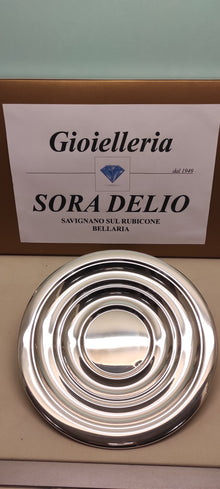 Gioielleria
dal 1949
SORA DELIO
SAVIGNANO SUL RUBICONE
BELLARIA